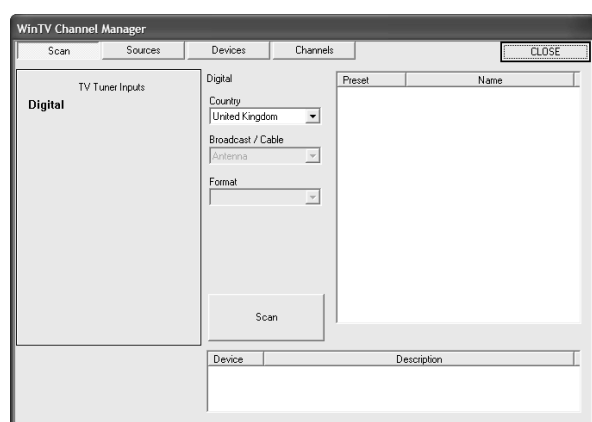 WinTV Channel Manager
Scan Sources Devices Channels CLOSE
TV Tuner Inputs
Digital
Digital
Country
United Kingdom
Broadcast / Cable
Antenna
Format
Scan
Preset Name
Device Description